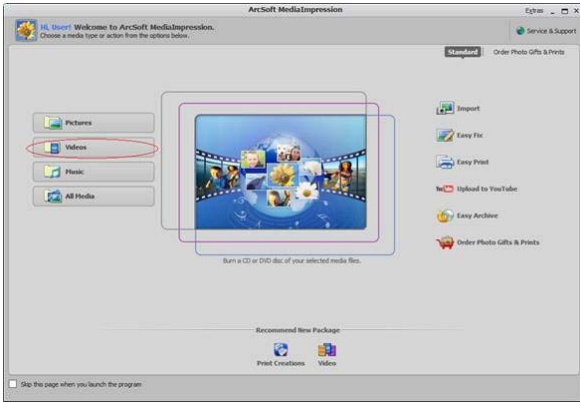 ArcSoft MediaImpression
Extras
Hi, User! Welcome to ArcSoft MediaImpression.
Choose a media type or action from the options below.
Service & Support
Standard
Order Photo Gifts & Prints
Pictures
Videos
Music
All Media
Import
Easy Fix
Easy Print
You Tube Upload to YouTube
Easy Archive
Order Photo Gifts & Prints
Burn a CD or DVD disc of your selected media files.
Recommend New Package
Print Creations
Video
Skip this page when you launch the program